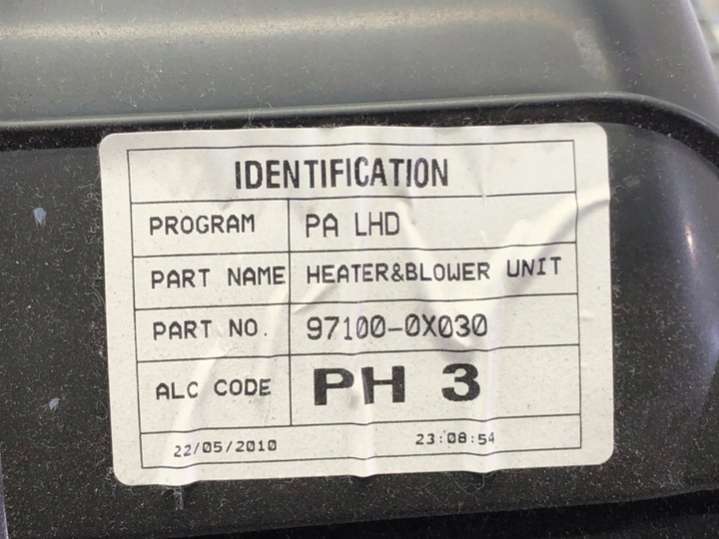 IDENTIFICATION
PROGRAM PA LHD
PART NAME HEATER&BLOWER UNIT
PART NO. 97100-0X030
ALC CODE PH 3
22/05/2010 23:08:54